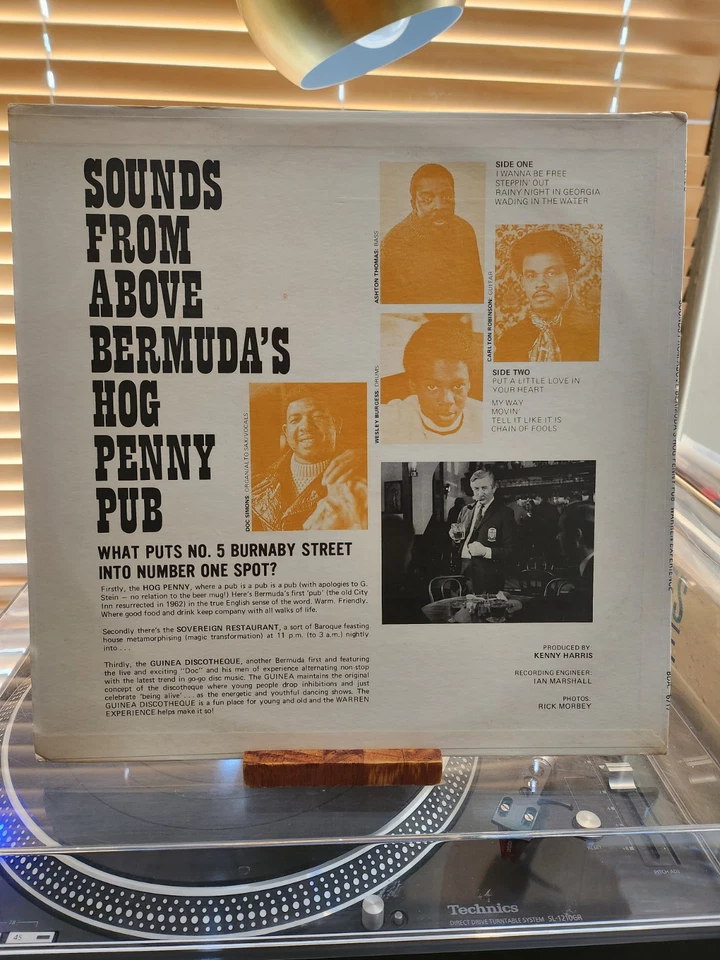 SOUNDS
FROM
ABOVE
BERMUDA'S
HOG
PENNY
PUB
WHAT PUTS NO. 5 BURNABY STREET
INTO NUMBER ONE SPOT?
Firstly, the HOG PENNY, where a pub is a pub is a pub (with apologies to G.
Stein — no relation to the beer mug!) Here's Bermuda's first 'pub' (the old City
Inn resurrected in 1962) in the true English sense of the word. Warm. Friendly.
Where good food and drink keep company with all walks of life.
Secondly there's the SOVEREIGN RESTAURANT, a sort of Baroque feasting
house metamorphising (magic transformation) at 11 p.m. (to 3 a.m.) nightly
into . . .
Thirdly, the GUINEA DISCOTHEQUE, another Bermuda first and featuring
the live and exciting "Doc" and his men of experience alternating non-stop
with the latest trend in go-go disc music. The GUINEA maintains the original
concept of the discotheque where young people drop inhibitions and just
celebrate 'being alive' . . . as the energetic and youthful dancing shows. The
GUINEA DISCOTHEQUE is a fun place for young and old and the WARREN
EXPERIENCE helps make it so!
DOC SIMONS: ORGAN/ALTO SAX/VOCALS
ASHTON THOMAS: BASS
WESLEY BURGESS: DRUMS
CARLTON ROBINSON: GUITAR
SIDE ONE
I WANNA BE FREE
STEPPIN' OUT
RAINY NIGHT IN GEORGIA
WADING IN THE WATER
SIDE TWO
PUT A LITTLE LOVE IN
YOUR HEART
MY WAY
MOVIN'
TELL IT LIKE IT IS
CHAIN OF FOOLS
PRODUCED BY
KENNY HARRIS
RECORDING ENGINEER:
IAN MARSHALL
PHOTOS:
RICK MORBEY
Technics
DIRECT DRIVE TURNTABLE SYSTEM SL-1210GR
PITCH ADJ.
45